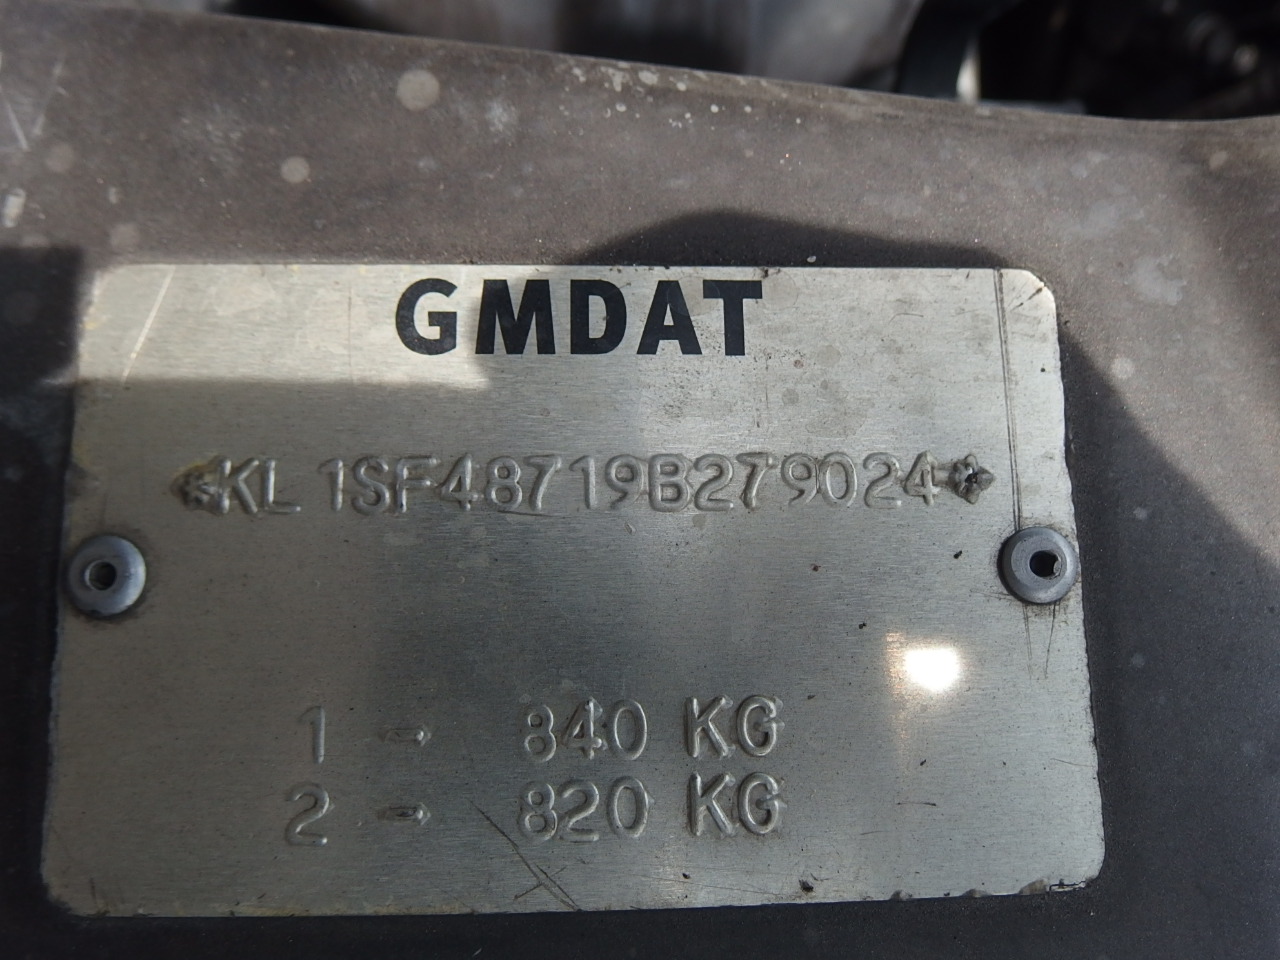 GMDAT
*KL1SF48719B279024*
1 - 840 KG
2 - 820 KG